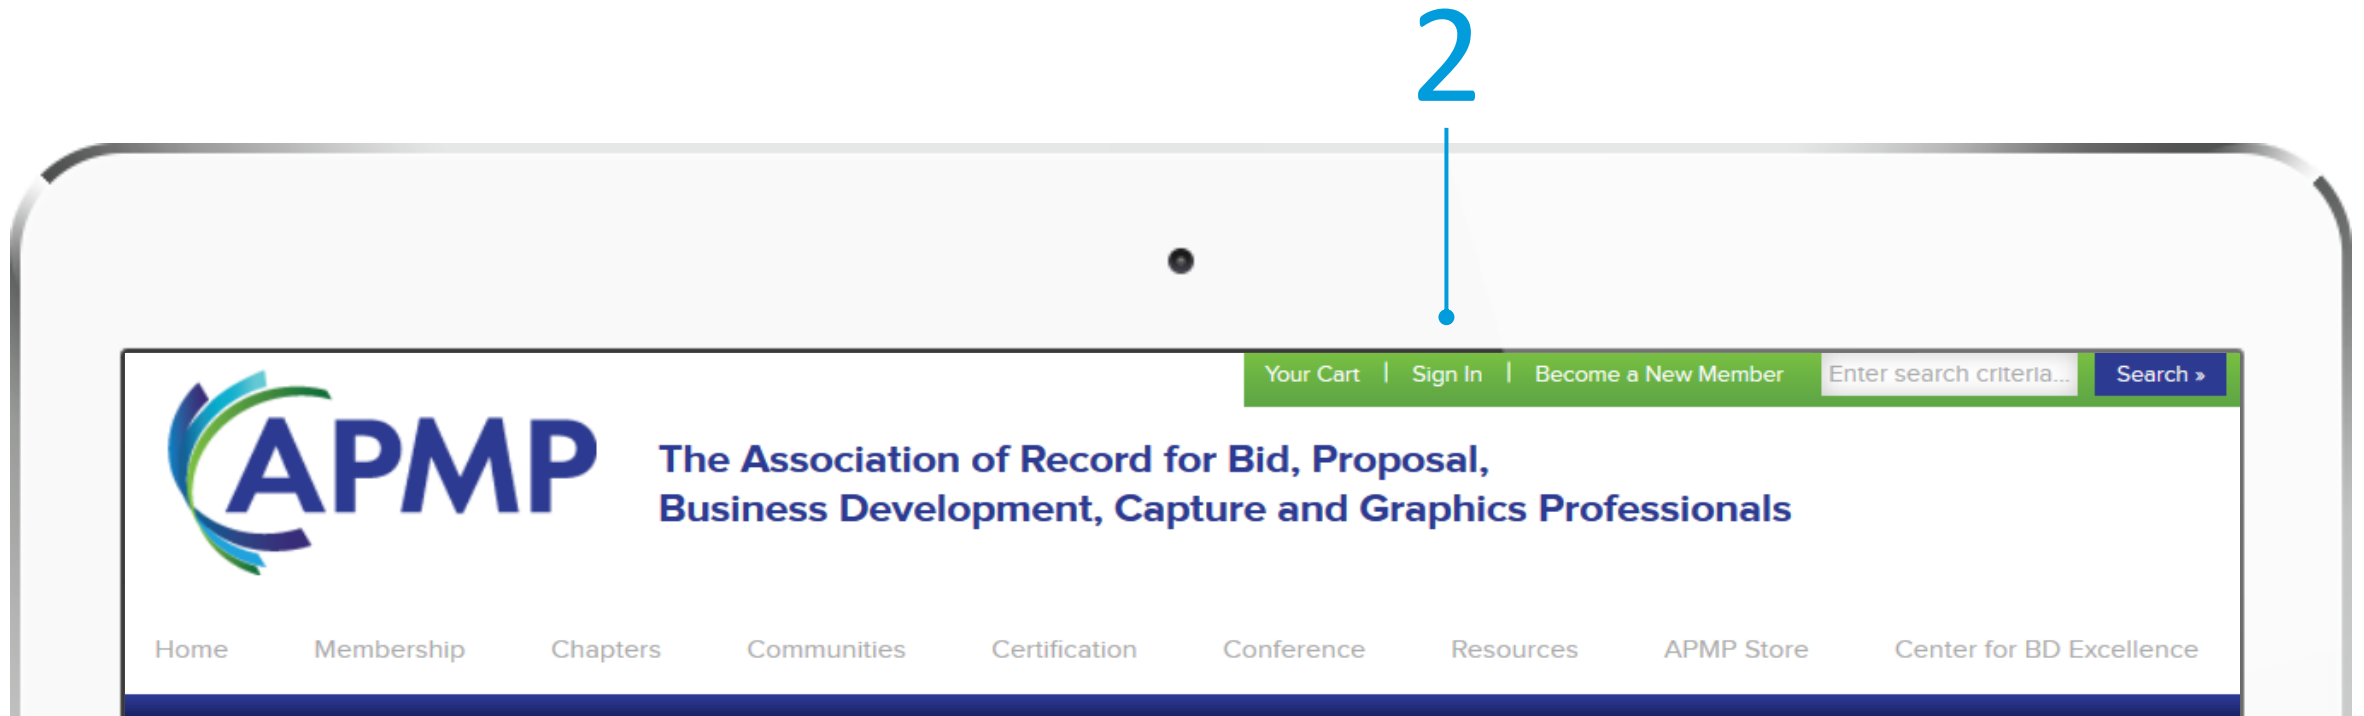 2
Your Cart | Sign In | Become a New Member Enter search criteria... Search »
APMP
The Association of Record for Bid, Proposal,
Business Development, Capture and Graphics Professionals
Home Membership Chapters Communities Certification Conference Resources APMP Store Center for BD Excellence